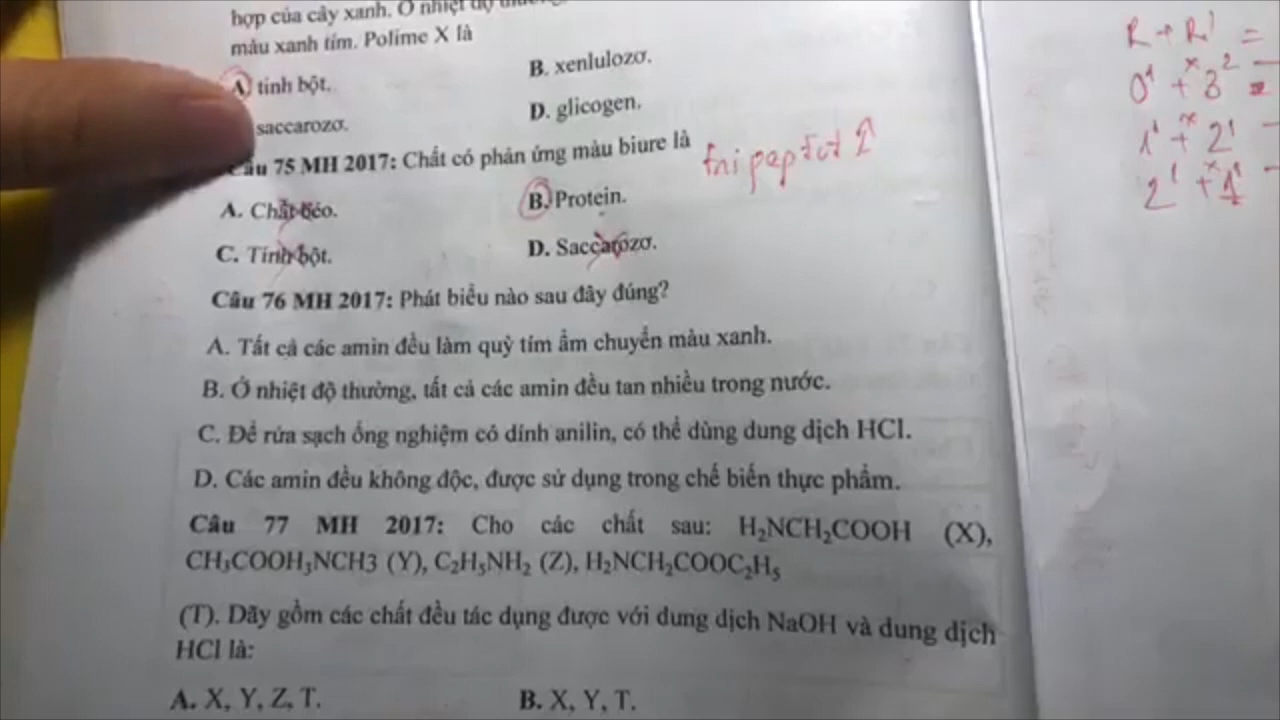 hợp của cây xanh. Ở nhiệt độ
màu xanh tím. Polime X là
A. tinh bột.
B. xenlulozơ.
saccarozơ.
D. glicogen.
Câu 75 MH 2017: Chất có phản ứng màu biure là
A. Chất béo.
B. Protein.
C. Tinh bột.
D. Saccarozơ.
Câu 76 MH 2017: Phát biểu nào sau đây đúng?
A. Tất cả các amin đều làm quỳ tím ẩm chuyển màu xanh.
B. Ở nhiệt độ thường, tất cả các amin đều tan nhiều trong nước.
C. Để rửa sạch ống nghiệm có dính anilin, có thể dùng dung dịch HCl.
D. Các amin đều không độc, được sử dụng trong chế biến thực phẩm.
Câu 77 MH 2017: Cho các chất sau: H₂NCH₂COOH (X),
CH₃COOH₃NCH3 (Y), C₂H₅NH₂ (Z), H₂NCH₂COOC₂H₅
(T). Dãy gồm các chất đều tác dụng được với dung dịch NaOH và dung dịch
HCl là:
A. X, Y, Z, T.
B. X, Y, T.
R + R' =